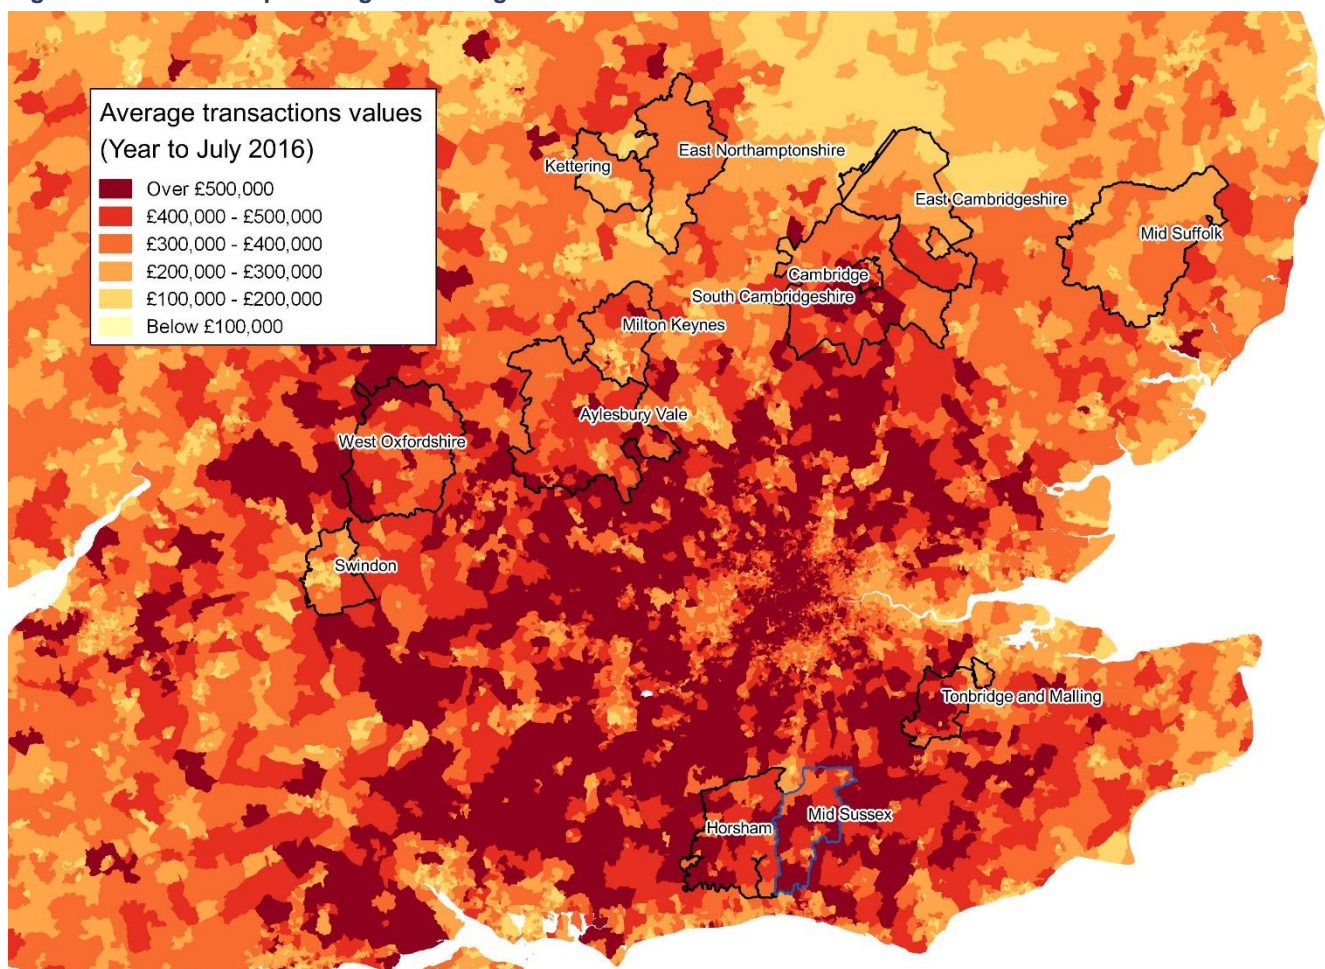 Average transactions values
(Year to July 2016)
Over £500,000
£400,000 - £500,000
£300,000 - £400,000
£200,000 - £300,000
£100,000 - £200,000
Below £100,000
East Northamptonshire
Kettering
East Cambridgeshire
Mid Suffolk
Cambridge
South Cambridgeshire
Milton Keynes
Aylesbury Vale
West Oxfordshire
Swindon
Tonbridge and Malling
Mid Sussex
Horsham